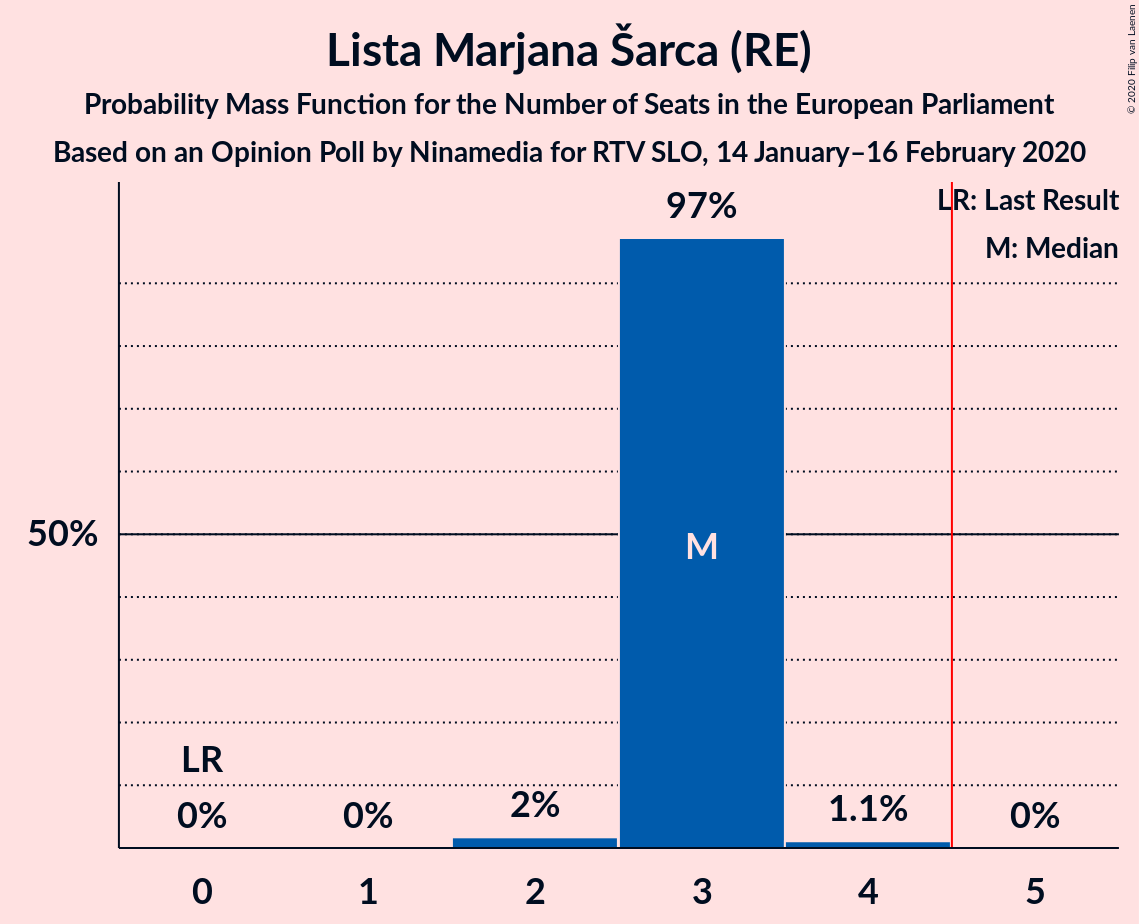 Lista Marjana Šarca (RE)
Probability Mass Function for the Number of Seats in the European Parliament
Based on an Opinion Poll by Ninamedia for RTV SLO, 14 January–16 February 2020
© 2020 Filip van Laenen
LR: Last Result
M: Median
97%
50%
M
LR
0%
0%
2%
1.1%
0%
0 1 2 3 4 5